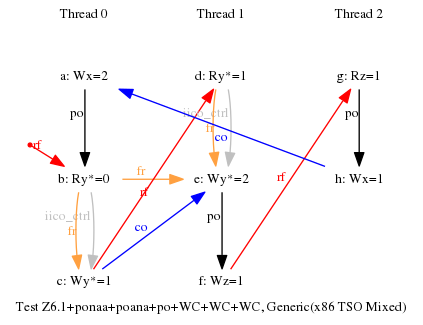 Thread 0 Thread 1 Thread 2
a: Wx=2 d: Ry*=1 g: Rz=1
po iico_ctrl po
fr
co
rf
b: Ry*=0 fr e: Wy*=2 rf h: Wx=1
rf
iico_ctrl po
fr co
c: Wy*=1 f: Wz=1
Test Z6.1+ponaa+poana+po+WC+WC+WC, Generic(x86 TSO Mixed)